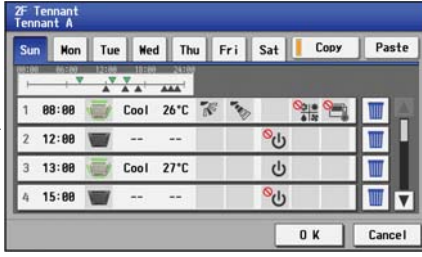 2F Tennant
Tennant A
Sun Mon Tue Wed Thu Fri Sat Copy Paste
00:00 06:00 12:00 18:00 24:00
1 08:00 Cool 26°C
2 12:00 -- --
3 13:00 Cool 27°C
4 15:00 -- --
O K Cancel